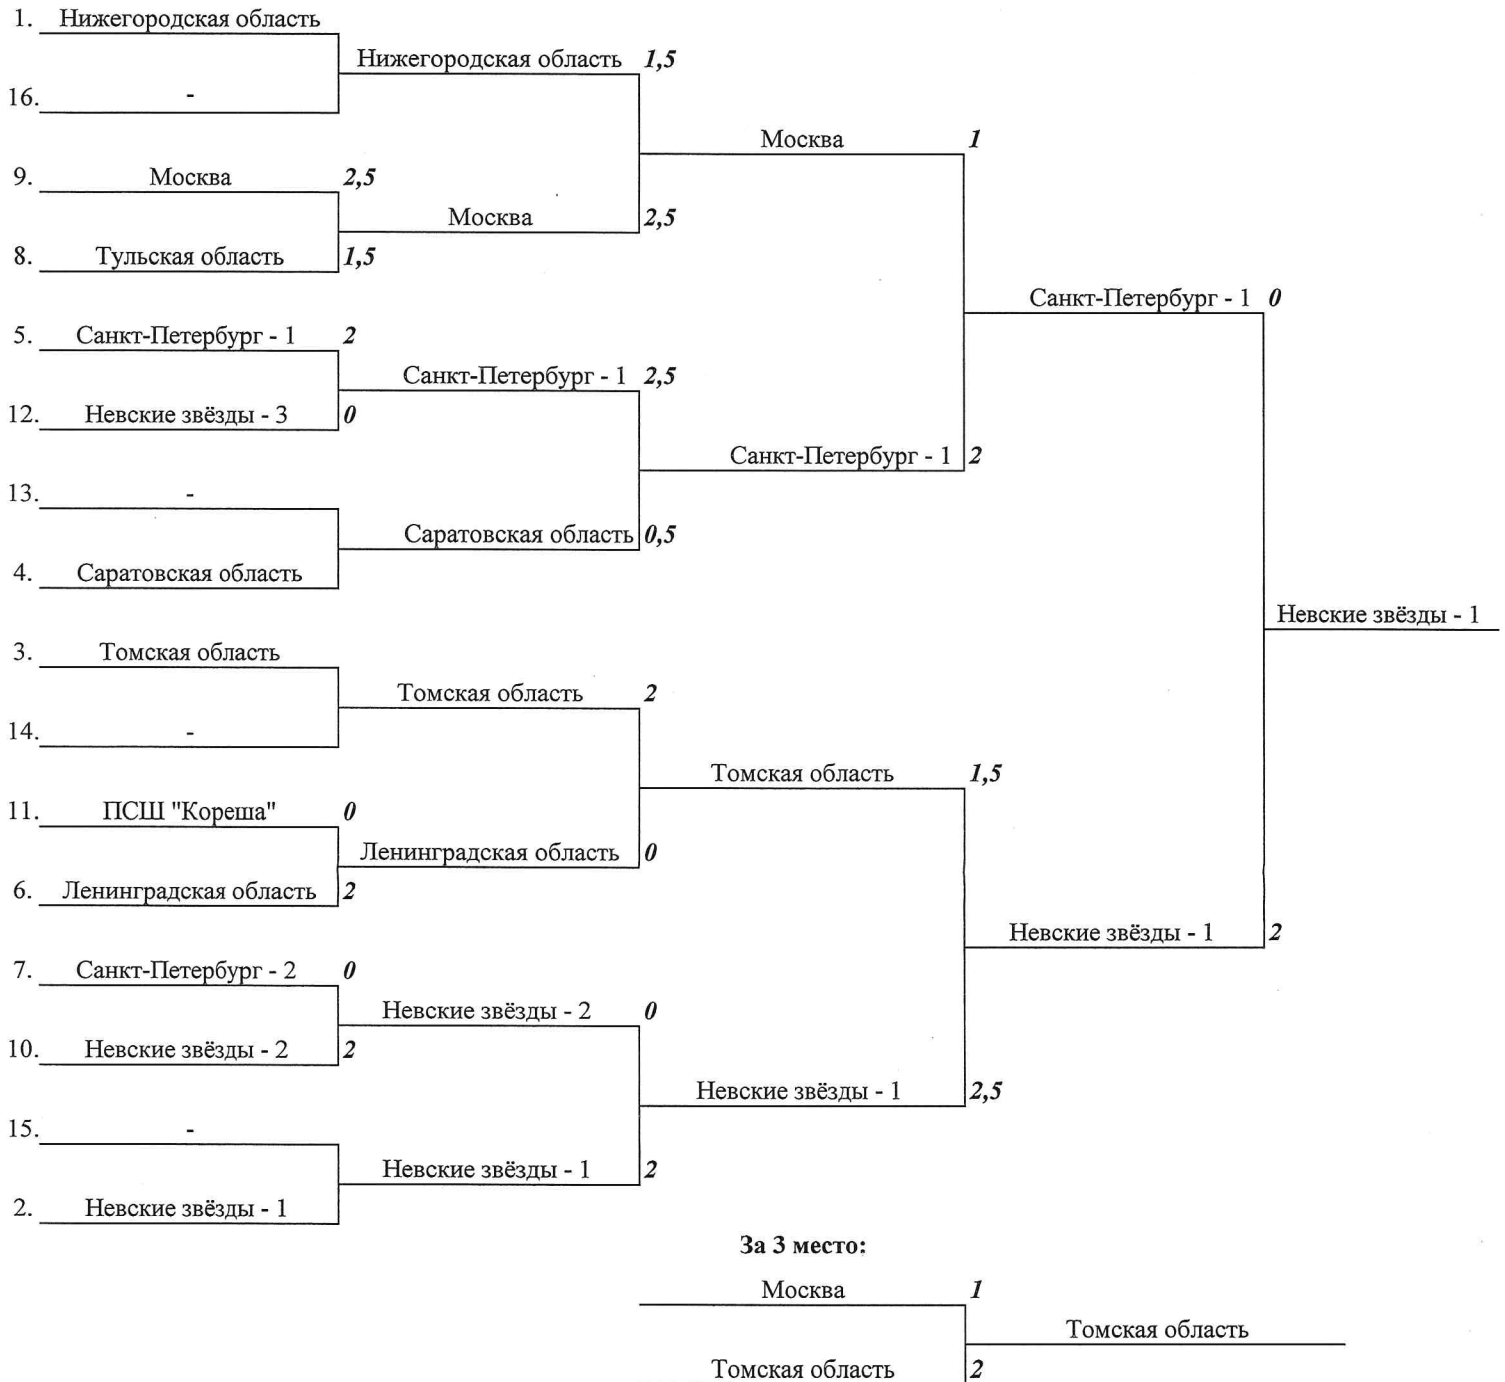 1. Нижегородская область
Нижегородская область 1,5
16. -
Москва 1
9. Москва 2,5
Москва 2,5
8. Тульская область 1,5
Санкт-Петербург - 1 0
5. Санкт-Петербург - 1 2
Санкт-Петербург - 1 2,5
12. Невские звёзды - 3 0
Санкт-Петербург - 1 2
13. -
Саратовская область 0,5
4. Саратовская область
Невские звёзды - 1
3. Томская область
Томская область 2
14. -
Томская область 1,5
11. ПСШ "Кореша" 0
Ленинградская область 0
6. Ленинградская область 2
Невские звёзды - 1 2
7. Санкт-Петербург - 2 0
Невские звёзды - 2 0
10. Невские звёзды - 2 2
Невские звёзды - 1 2,5
15. -
Невские звёзды - 1 2
2. Невские звёзды - 1
За 3 место:
Москва 1
Томская область
Томская область 2